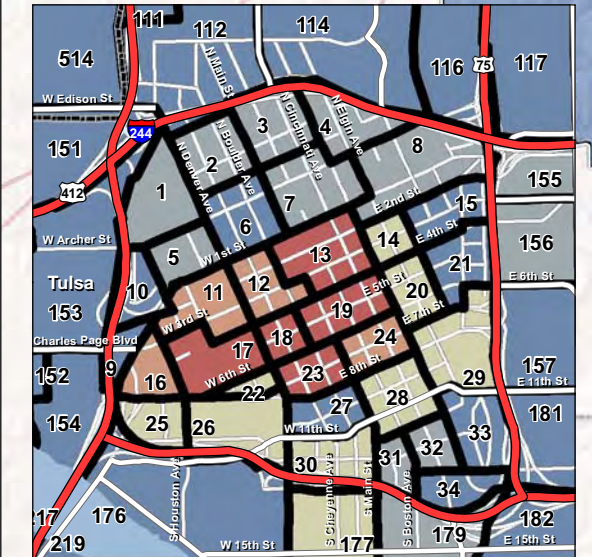 111
112
114
514
N Main St
116
75
117
W Edison St
N Cincinnati Ave
N Elgin Ave
244
3
4
N Boulder Ave
151
N Denver Ave
2
8
412
1
7
155
E 2nd St
15
6
W Archer St
5
W 1st St
13
14
E 4th St
156
21
Tulsa
10
11
12
E 5th St
20
E 6th St
153
W 3rd St
19
E 7th St
Charles Page Blvd
18
24
17
9
152
16
W 6th St
23
E 8th St
157
22
29
E 11th St
28
27
154
25
26
W 11th St
181
33
32
31
30
34
S Houston Ave
S Cheyenne Ave
S Main St
S Boston Ave
217
176
182
179
219
W 15th St
177
E 15th St